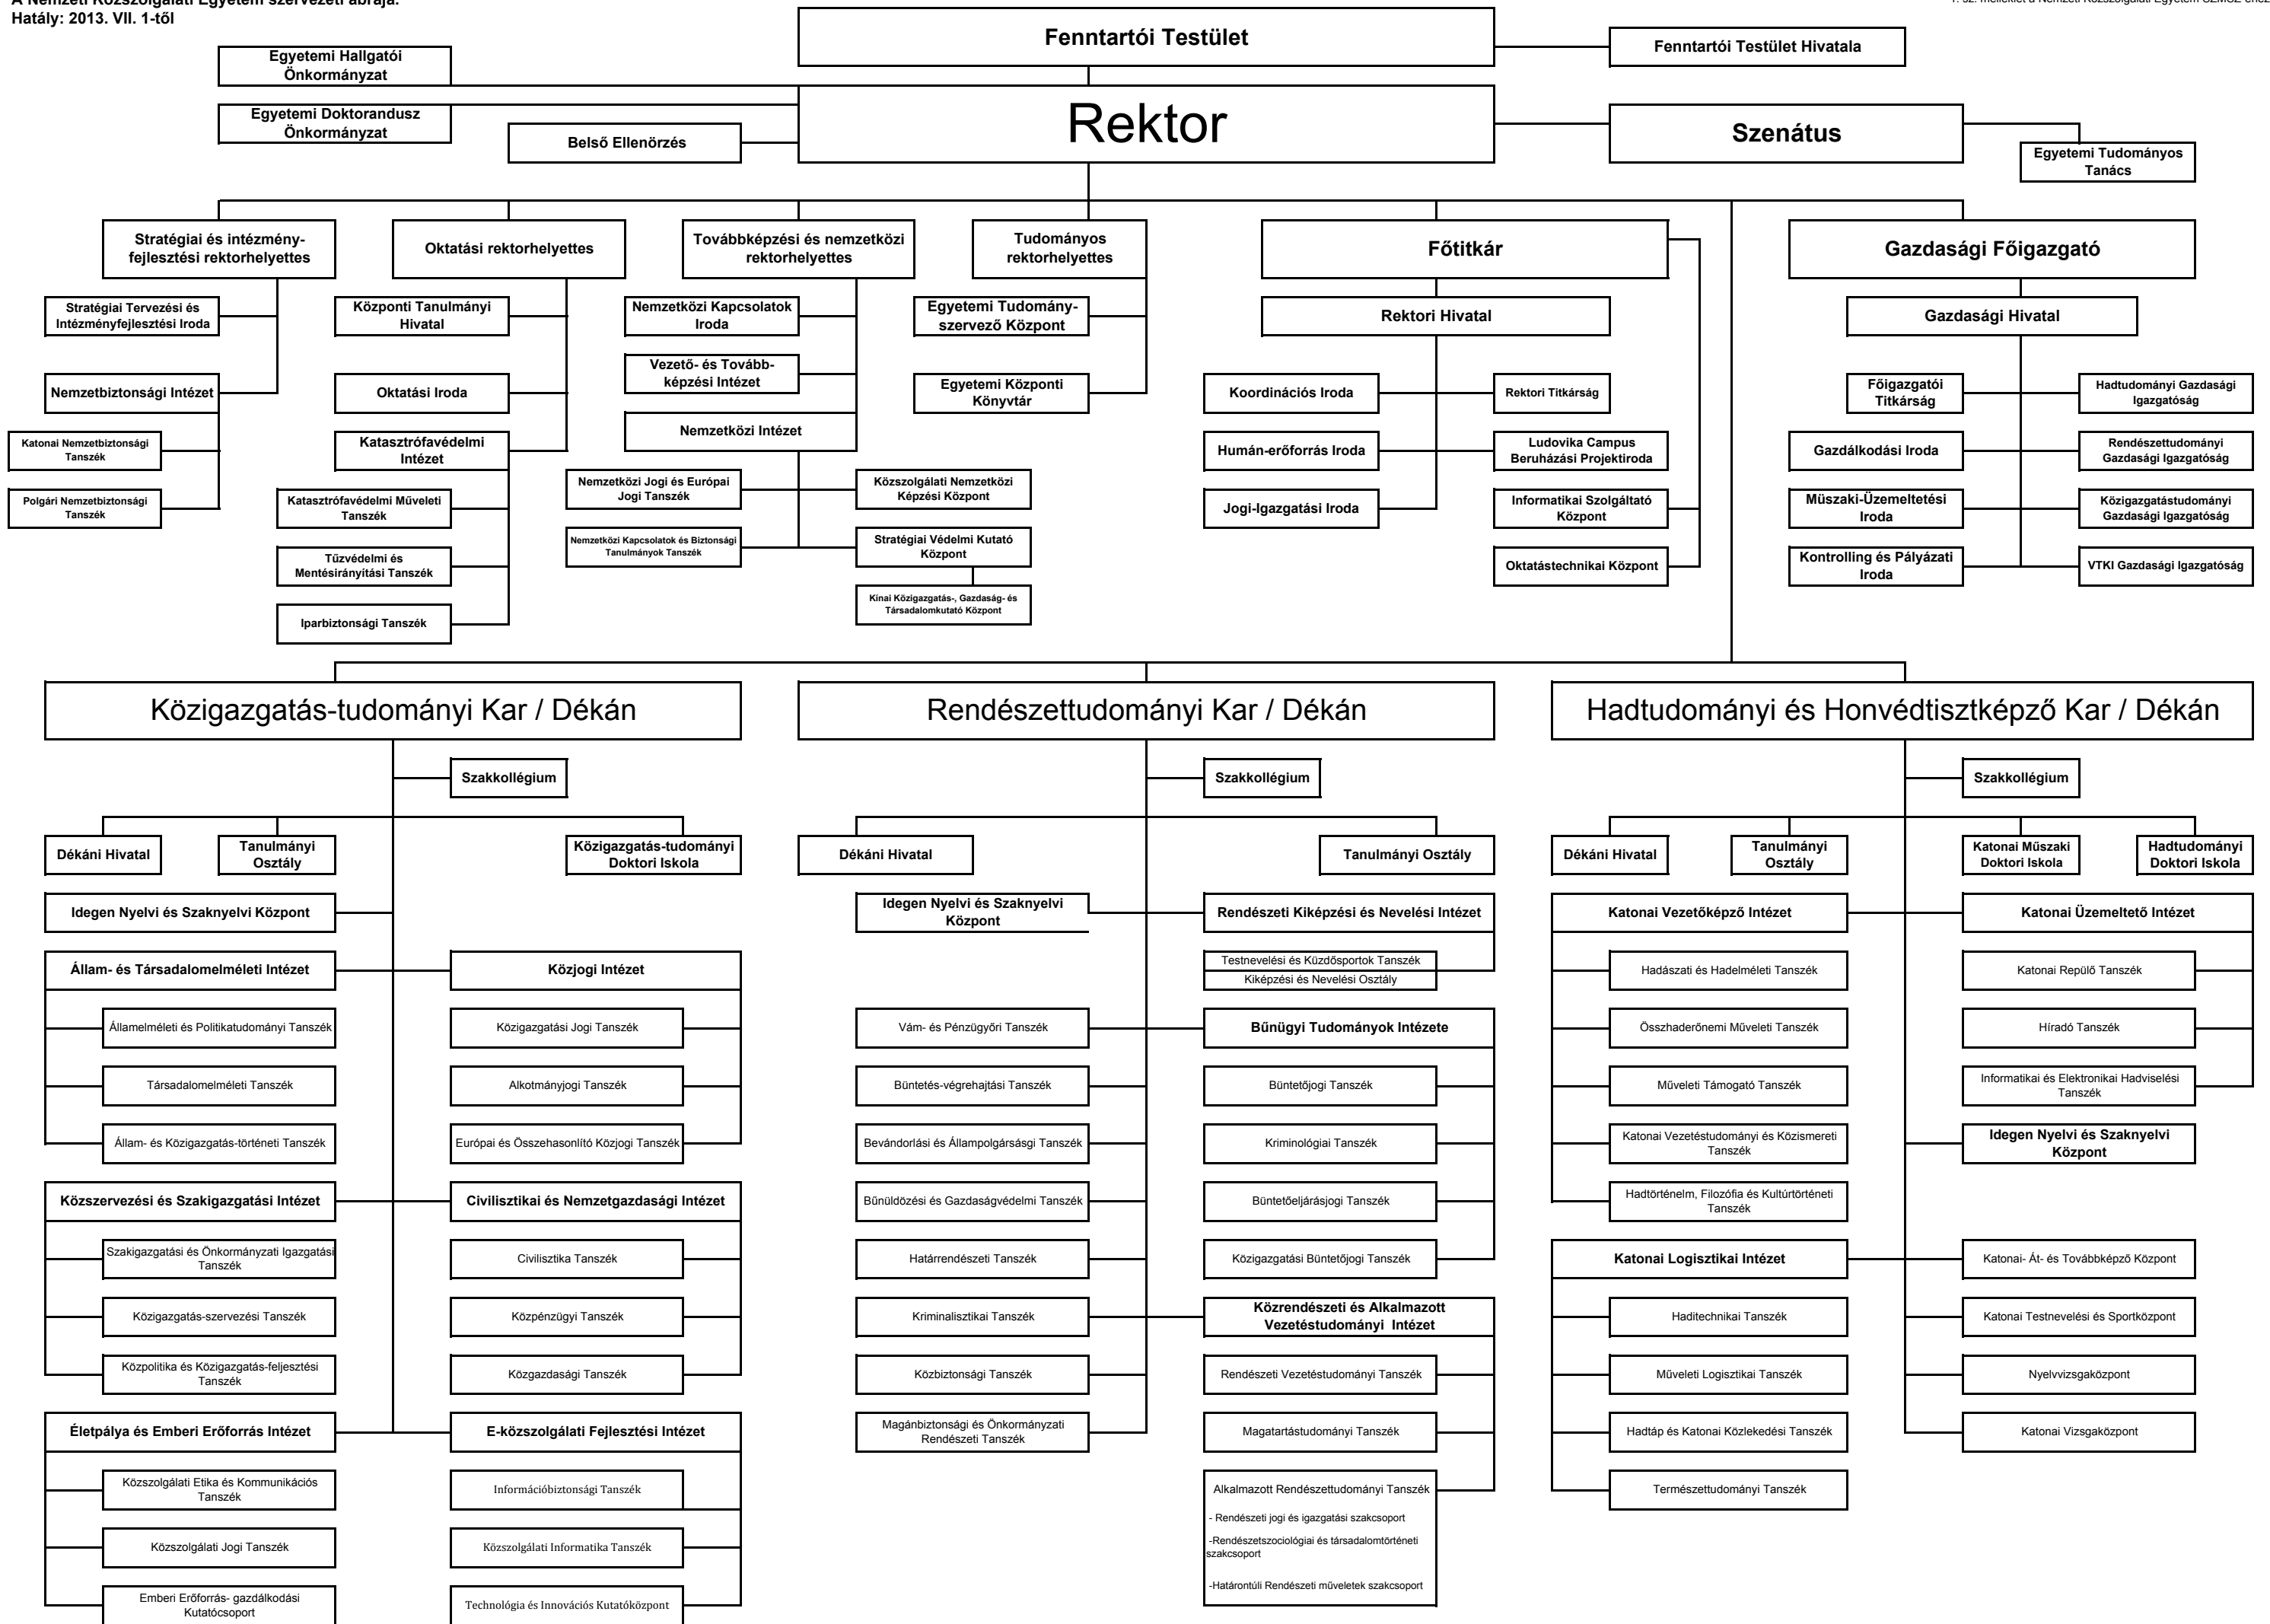 A Nemzeti Közszolgálati Egyetem szervezeti ábrája.
Hatály: 2013. VII. 1-től
1. sz. melléklet a Nemzeti Közszolgálati Egyetem SZMSZ-éhez
Fenntartói Testület
Fenntartói Testület Hivatala
Egyetemi Hallgatói
Önkormányzat
Egyetemi Doktorandusz
Önkormányzat
Belső Ellenörzés
Rektor
Szenátus
Egyetemi Tudományos
Tanács
Stratégiai és intézmény-
fejlesztési rektorhelyettes
Oktatási rektorhelyettes
Továbbképzési és nemzetközi
rektorhelyettes
Tudományos
rektorhelyettes
Főtitkár
Gazdasági Főigazgató
Stratégiai Tervezési és
Intézményfejlesztési Iroda
Nemzetbiztonsági Intézet
Katonai Nemzetbiztonsági
Tanszék
Polgári Nemzetbiztonsági
Tanszék
Központi Tanulmányi
Hivatal
Oktatási Iroda
Katasztrófavédelmi
Intézet
Katasztrófavédelmi Műveleti
Tanszék
Tűzvédelmi és
Mentésirányítási Tanszék
Iparbiztonsági Tanszék
Nemzetközi Kapcsolatok
Iroda
Vezető- és Tovább-
képzési Intézet
Nemzetközi Intézet
Nemzetközi Jogi és Európai
Jogi Tanszék
Közszolgálati Nemzetközi
Képzési Központ
Nemzetközi Kapcsolatok és Biztonsági
Tanulmányok Tanszék
Stratégiai Védelmi Kutató
Központ
Kínai Közigazgatás-, Gazdaság- és
Társadalomkutató Központ
Egyetemi Tudomány-
szervező Központ
Egyetemi Központi
Könyvtár
Rektori Hivatal
Koordinációs Iroda
Rektori Titkárság
Humán-erőforrás Iroda
Ludovika Campus
Beruházási Projektiroda
Jogi-Igazgatási Iroda
Informatikai Szolgáltató
Központ
Oktatástechnikai Központ
Gazdasági Hivatal
Főigazgatói
Titkárság
Hadtudományi Gazdasági
Igazgatóság
Gazdálkodási Iroda
Rendészettudományi
Gazdasági Igazgatóság
Müszaki-Üzemeltetési
Iroda
Közigazgatástudományi
Gazdasági Igazgatóság
Kontrolling és Pályázati
Iroda
VTKI Gazdasági Igazgatóság
Közigazgatás-tudományi Kar / Dékán
Szakkollégium
Dékáni Hivatal
Tanulmányi
Osztály
Közigazgatás-tudományi
Doktori Iskola
Idegen Nyelvi és Szaknyelvi Központ
Állam- és Társadalomelméleti Intézet
Államelméleti és Politikatudományi Tanszék
Társadalomelméleti Tanszék
Állam- és Közigazgatás-történeti Tanszék
Közjogi Intézet
Közigazgatási Jogi Tanszék
Alkotmányjogi Tanszék
Európai és Összehasonlító Közjogi Tanszék
Közszervezési és Szakigazgatási Intézet
Szakigazgatási és Önkormányzati Igazgatási
Tanszék
Közigazgatás-szervezési Tanszék
Közpolitika és Közigazgatás-feljesztési
Tanszék
Civilisztikai és Nemzetgazdasági Intézet
Civilisztika Tanszék
Közpénzügyi Tanszék
Közgazdasági Tanszék
Életpálya és Emberi Erőforrás Intézet
Közszolgálati Etika és Kommunikációs
Tanszék
Közszolgálati Jogi Tanszék
Emberi Erőforrás- gazdálkodási
Kutatócsoport
E-közszolgálati Fejlesztési Intézet
Információbiztonsági Tanszék
Közszolgálati Informatika Tanszék
Technológia és Innovációs Kutatóközpont
Rendészettudományi Kar / Dékán
Szakkollégium
Dékáni Hivatal
Tanulmányi Osztály
Idegen Nyelvi és Szaknyelvi
Központ
Rendészeti Kiképzési és Nevelési Intézet
Testnevelési és Küzdősportok Tanszék
Kiképzési és Nevelési Osztály
Vám- és Pénzügyőri Tanszék
Büntetés-végrehajtási Tanszék
Bevándorlási és Állampolgársásgi Tanszék
Bűnüldözési és Gazdaságvédelmi Tanszék
Határrendészeti Tanszék
Kriminalisztikai Tanszék
Közbiztonsági Tanszék
Magánbiztonsági és Önkormányzati
Rendészeti Tanszék
Bűnügyi Tudományok Intézete
Büntetőjogi Tanszék
Kriminológiai Tanszék
Büntetőeljárásjogi Tanszék
Közigazgatási Büntetőjogi Tanszék
Közrendészeti és Alkalmazott
Vezetéstudományi Intézet
Rendészeti Vezetéstudományi Tanszék
Magatartástudományi Tanszék
Alkalmazott Rendészettudományi Tanszék
- Rendészeti jogi és igazgatási szakcsoport
-Rendészetszociológiai és társadalomtörténeti
szakcsoport
-Határontúli Rendészeti műveletek szakcsoport
Hadtudományi és Honvédtisztképző Kar / Dékán
Szakkollégium
Dékáni Hivatal
Tanulmányi
Osztály
Katonai Műszaki
Doktori Iskola
Hadtudományi
Doktori Iskola
Katonai Vezetőképző Intézet
Hadászati és Hadelméleti Tanszék
Összhaderőnemi Műveleti Tanszék
Műveleti Támogató Tanszék
Katonai Vezetéstudományi és Közismereti
Tanszék
Hadtörténelm, Filozófia és Kultúrtörténeti
Tanszék
Katonai Üzemeltető Intézet
Katonai Repülő Tanszék
Híradó Tanszék
Informatikai és Elektronikai Hadviselési
Tanszék
Idegen Nyelvi és Szaknyelvi
Központ
Katonai Logisztikai Intézet
Haditechnikai Tanszék
Műveleti Logisztikai Tanszék
Hadtáp és Katonai Közlekedési Tanszék
Természettudományi Tanszék
Katonai- Át- és Továbbképző Központ
Katonai Testnevelési és Sportközpont
Nyelvvizsgaközpont
Katonai Vizsgaközpont